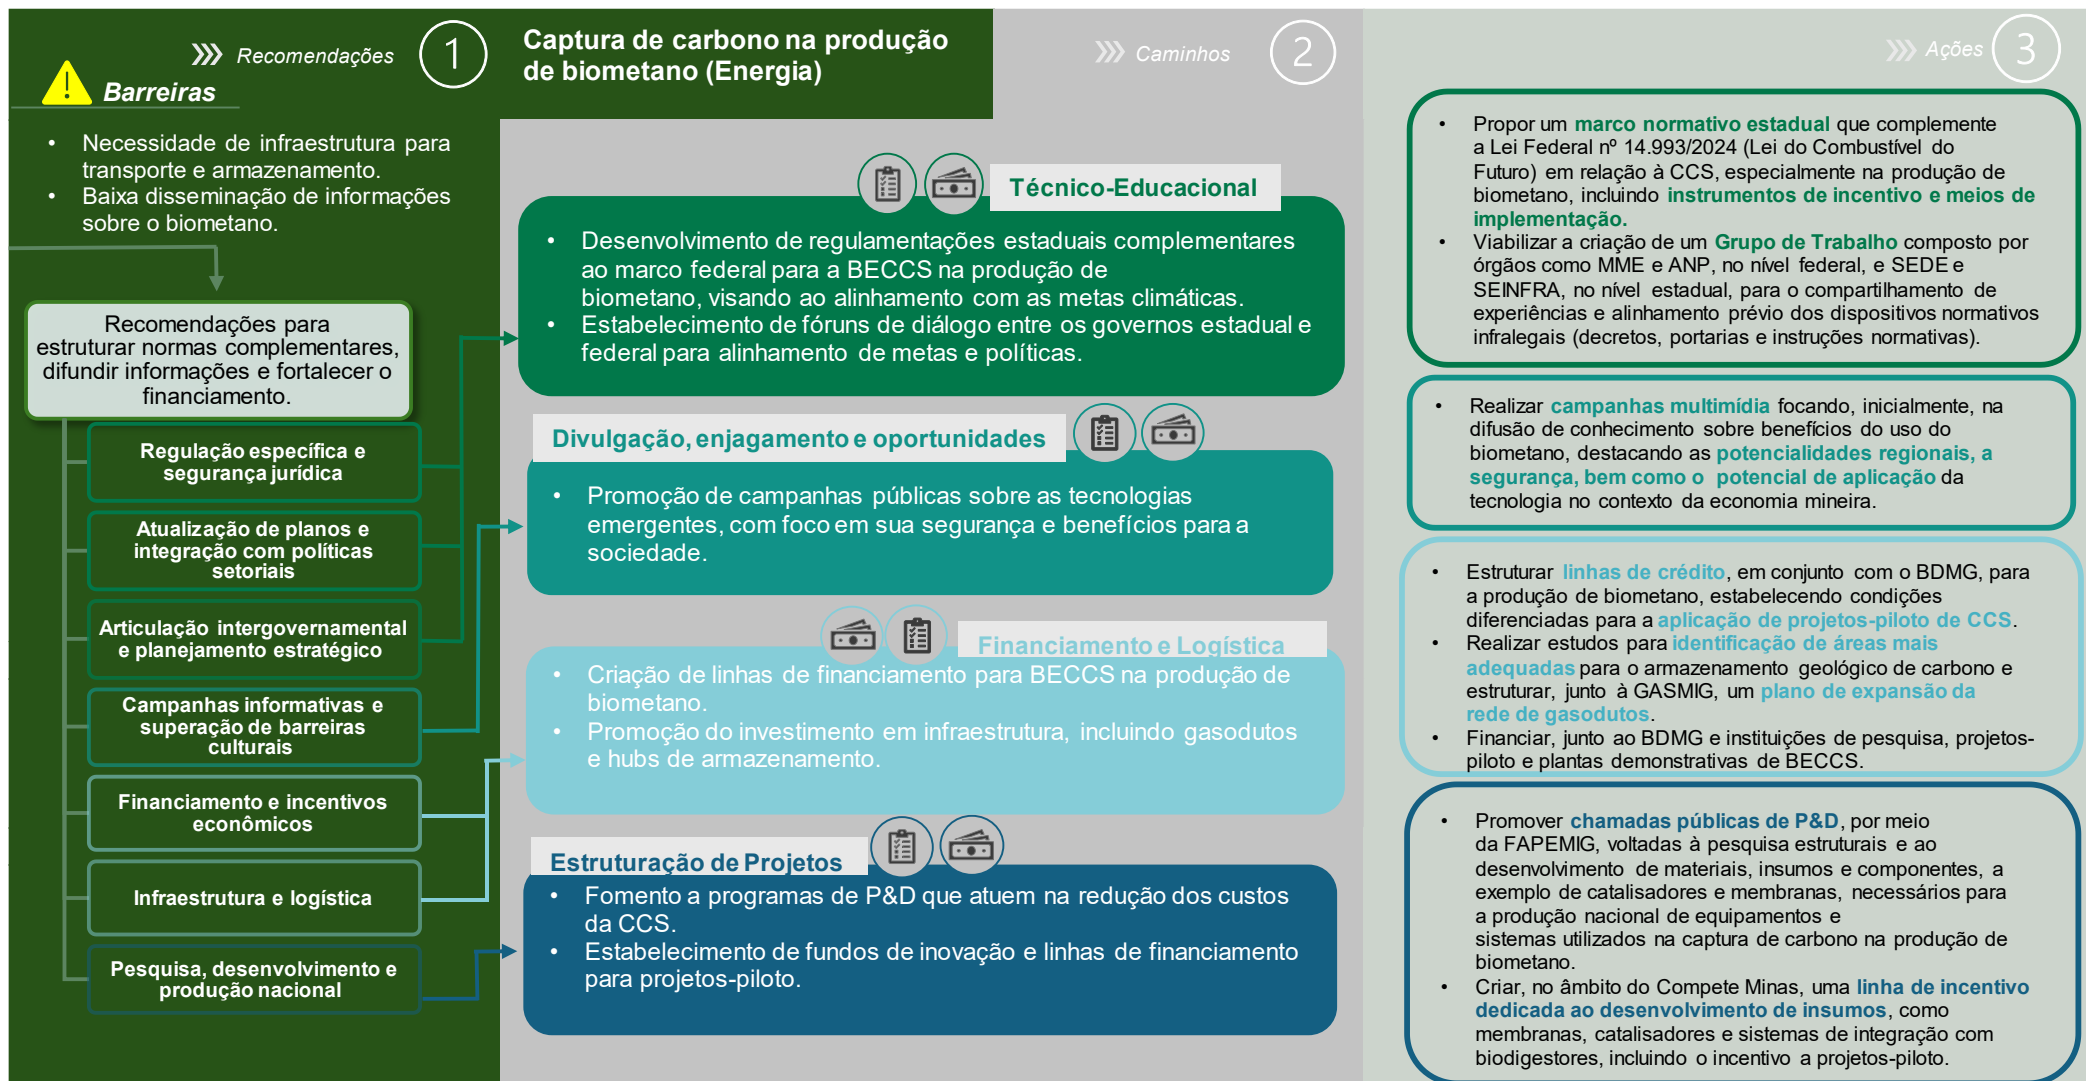 Recomendações
1
Barreiras
• Necessidade de infraestrutura para
transporte e armazenamento.
• Baixa disseminação de informações
sobre o biometano.
Recomendações para
estruturar normas complementares,
difundir informações e fortalecer o
financiamento.
Regulação específica e
segurança jurídica
Atualização de planos e
integração com políticas
setoriais
Articulação intergovernamental
e planejamento estratégico
Campanhas informativas e
superação de barreiras
culturais
Financiamento e incentivos
econômicos
Infraestrutura e logística
Pesquisa, desenvolvimento e
produção nacional
Captura de carbono na produção
de biometano (Energia)
Caminhos
2
Técnico-Educacional
• Desenvolvimento de regulamentações estaduais complementares
ao marco federal para a BECCS na produção de
biometano, visando ao alinhamento com as metas climáticas.
• Estabelecimento de fóruns de diálogo entre os governos estadual e
federal para alinhamento de metas e políticas.
Divulgação, enjagamento e oportunidades
• Promoção de campanhas públicas sobre as tecnologias
emergentes, com foco em sua segurança e benefícios para a
sociedade.
Financiamento e Logística
• Criação de linhas de financiamento para BECCS na produção de
biometano.
• Promoção do investimento em infraestrutura, incluindo gasodutos
e hubs de armazenamento.
Estruturação de Projetos
• Fomento a programas de P&D que atuem na redução dos custos
da CCS.
• Estabelecimento de fundos de inovação e linhas de financiamento
para projetos-piloto.
Ações
3
• Propor um marco normativo estadual que complemente
a Lei Federal nº 14.993/2024 (Lei do Combustível do
Futuro) em relação à CCS, especialmente na produção de
biometano, incluindo instrumentos de incentivo e meios de
implementação.
• Viabilizar a criação de um Grupo de Trabalho composto por
órgãos como MME e ANP, no nível federal, e SEDE e
SEINFRA, no nível estadual, para o compartilhamento de
experiências e alinhamento prévio dos dispositivos normativos
infralegais (decretos, portarias e instruções normativas).
• Realizar campanhas multimídia focando, inicialmente, na
difusão de conhecimento sobre benefícios do uso do
biometano, destacando as potencialidades regionais, a
segurança, bem como o potencial de aplicação da
tecnologia no contexto da economia mineira.
• Estruturar linhas de crédito, em conjunto com o BDMG, para
a produção de biometano, estabelecendo condições
diferenciadas para a aplicação de projetos-piloto de CCS.
• Realizar estudos para identificação de áreas mais
adequadas para o armazenamento geológico de carbono e
estruturar, junto à GASMIG, um plano de expansão da
rede de gasodutos.
• Financiar, junto ao BDMG e instituições de pesquisa, projetos-
piloto e plantas demonstrativas de BECCS.
• Promover chamadas públicas de P&D, por meio
da FAPEMIG, voltadas à pesquisa estruturais e ao
desenvolvimento de materiais, insumos e componentes, a
exemplo de catalisadores e membranas, necessários para
a produção nacional de equipamentos e
sistemas utilizados na captura de carbono na produção de
biometano.
• Criar, no âmbito do Compete Minas, uma linha de incentivo
dedicada ao desenvolvimento de insumos, como
membranas, catalisadores e sistemas de integração com
biodigestores, incluindo o incentivo a projetos-piloto.